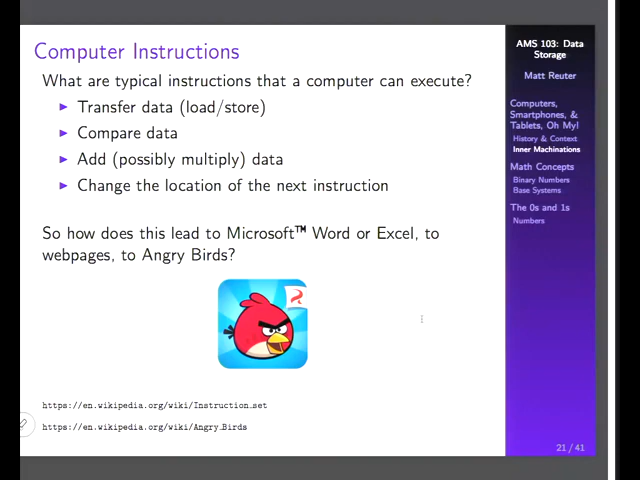 Computer Instructions
What are typical instructions that a computer can execute?
▶ Transfer data (load/store)
▶ Compare data
▶ Add (possibly multiply) data
▶ Change the location of the next instruction
So how does this lead to Microsoft™ Word or Excel, to
webpages, to Angry Birds?
https://en.wikipedia.org/wiki/Instruction_set
https://en.wikipedia.org/wiki/Angry_Birds
AMS 103: Data
Storage
Matt Reuter
Computers,
Smartphones, &
Tablets, Oh My!
History & Context
Inner Machinations
Math Concepts
Binary Numbers
Base Systems
The 0s and 1s
Numbers
21 / 41